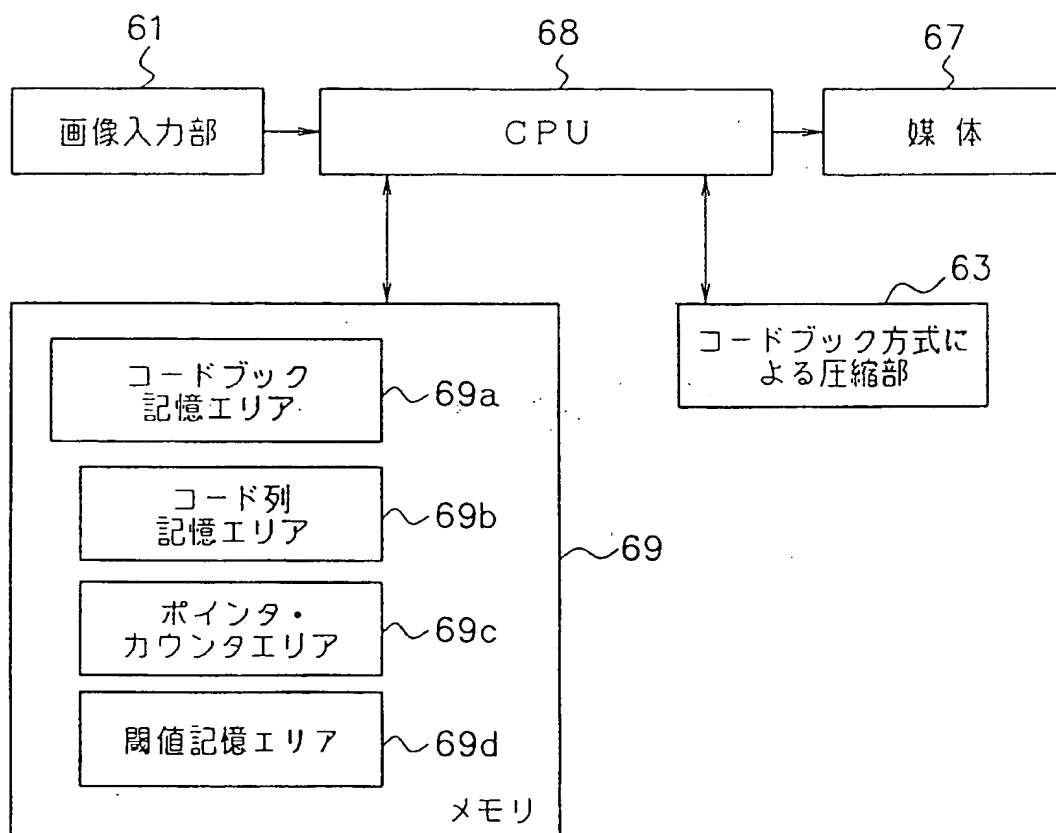 61
68
67
画像入力部
CPU
媒体
63
コードブック方式に
よる圧縮部
コードブック
記憶エリア
69a
コード列
記憶エリア
69b
69
ポインタ・
カウンタエリア
69c
閾値記憶エリア
69d
メモリ